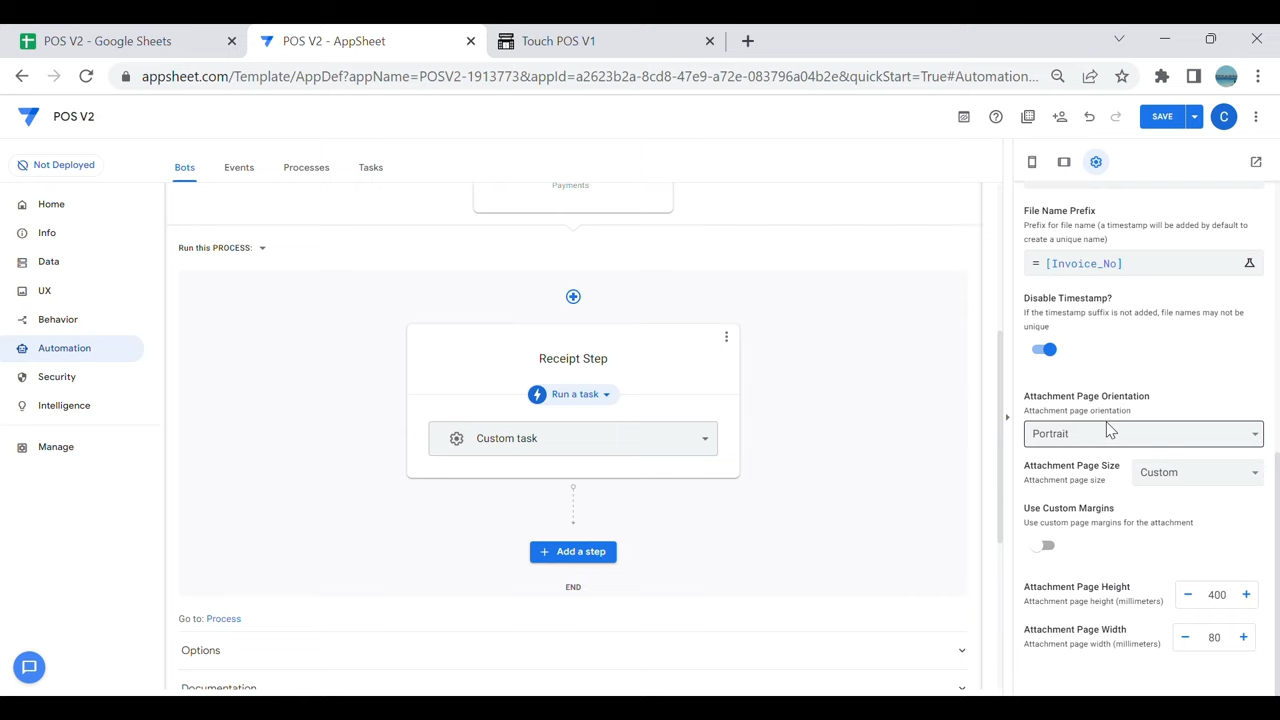 POS V2 - Google Sheets
POS V2 - AppSheet
Touch POS V1
appsheet.com/Template/AppDef?appName=POSV2-1913773&appId=a2623b2a-8cd8-47e9-a72e-083796a04b2e&quickStart=True#Automation...
POS V2
SAVE
C
Not Deployed
Bots
Events
Processes
Tasks
Home
Info
Data
UX
Behavior
Automation
Security
Intelligence
Manage
Payments
Run this PROCESS:
Receipt Step
Run a task
Custom task
+ Add a step
END
Go to: Process
Options
Documentation
File Name Prefix
Prefix for file name (a timestamp will be added by default to
create a unique name)
= [Invoice_No]
Disable Timestamp?
If the timestamp suffix is not added, file names may not be
unique
Attachment Page Orientation
Attachment page orientation
Portrait
Attachment Page Size
Attachment page size
Custom
Use Custom Margins
Use custom page margins for the attachment
Attachment Page Height
Attachment page height (millimeters)
− 400 +
Attachment Page Width
Attachment page width (millimeters)
− 80 +